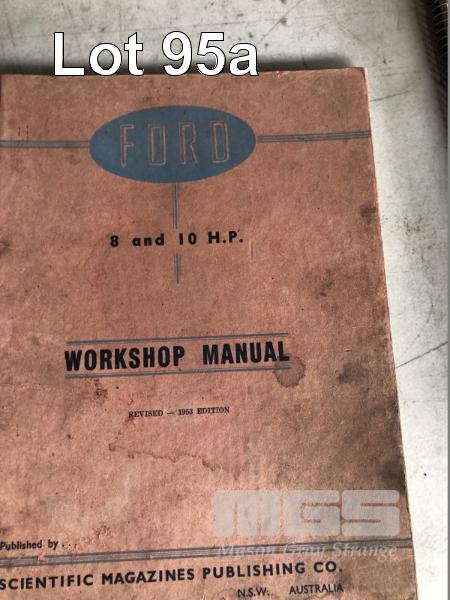 Lot 95a
FORD
8 and 10 H.P.
WORKSHOP MANUAL
REVISED — 1953 EDITION
MGS
Mason Gray Strange
Published by...
SCIENTIFIC MAGAZINES PUBLISHING CO.
N.S.W. AUSTRALIA